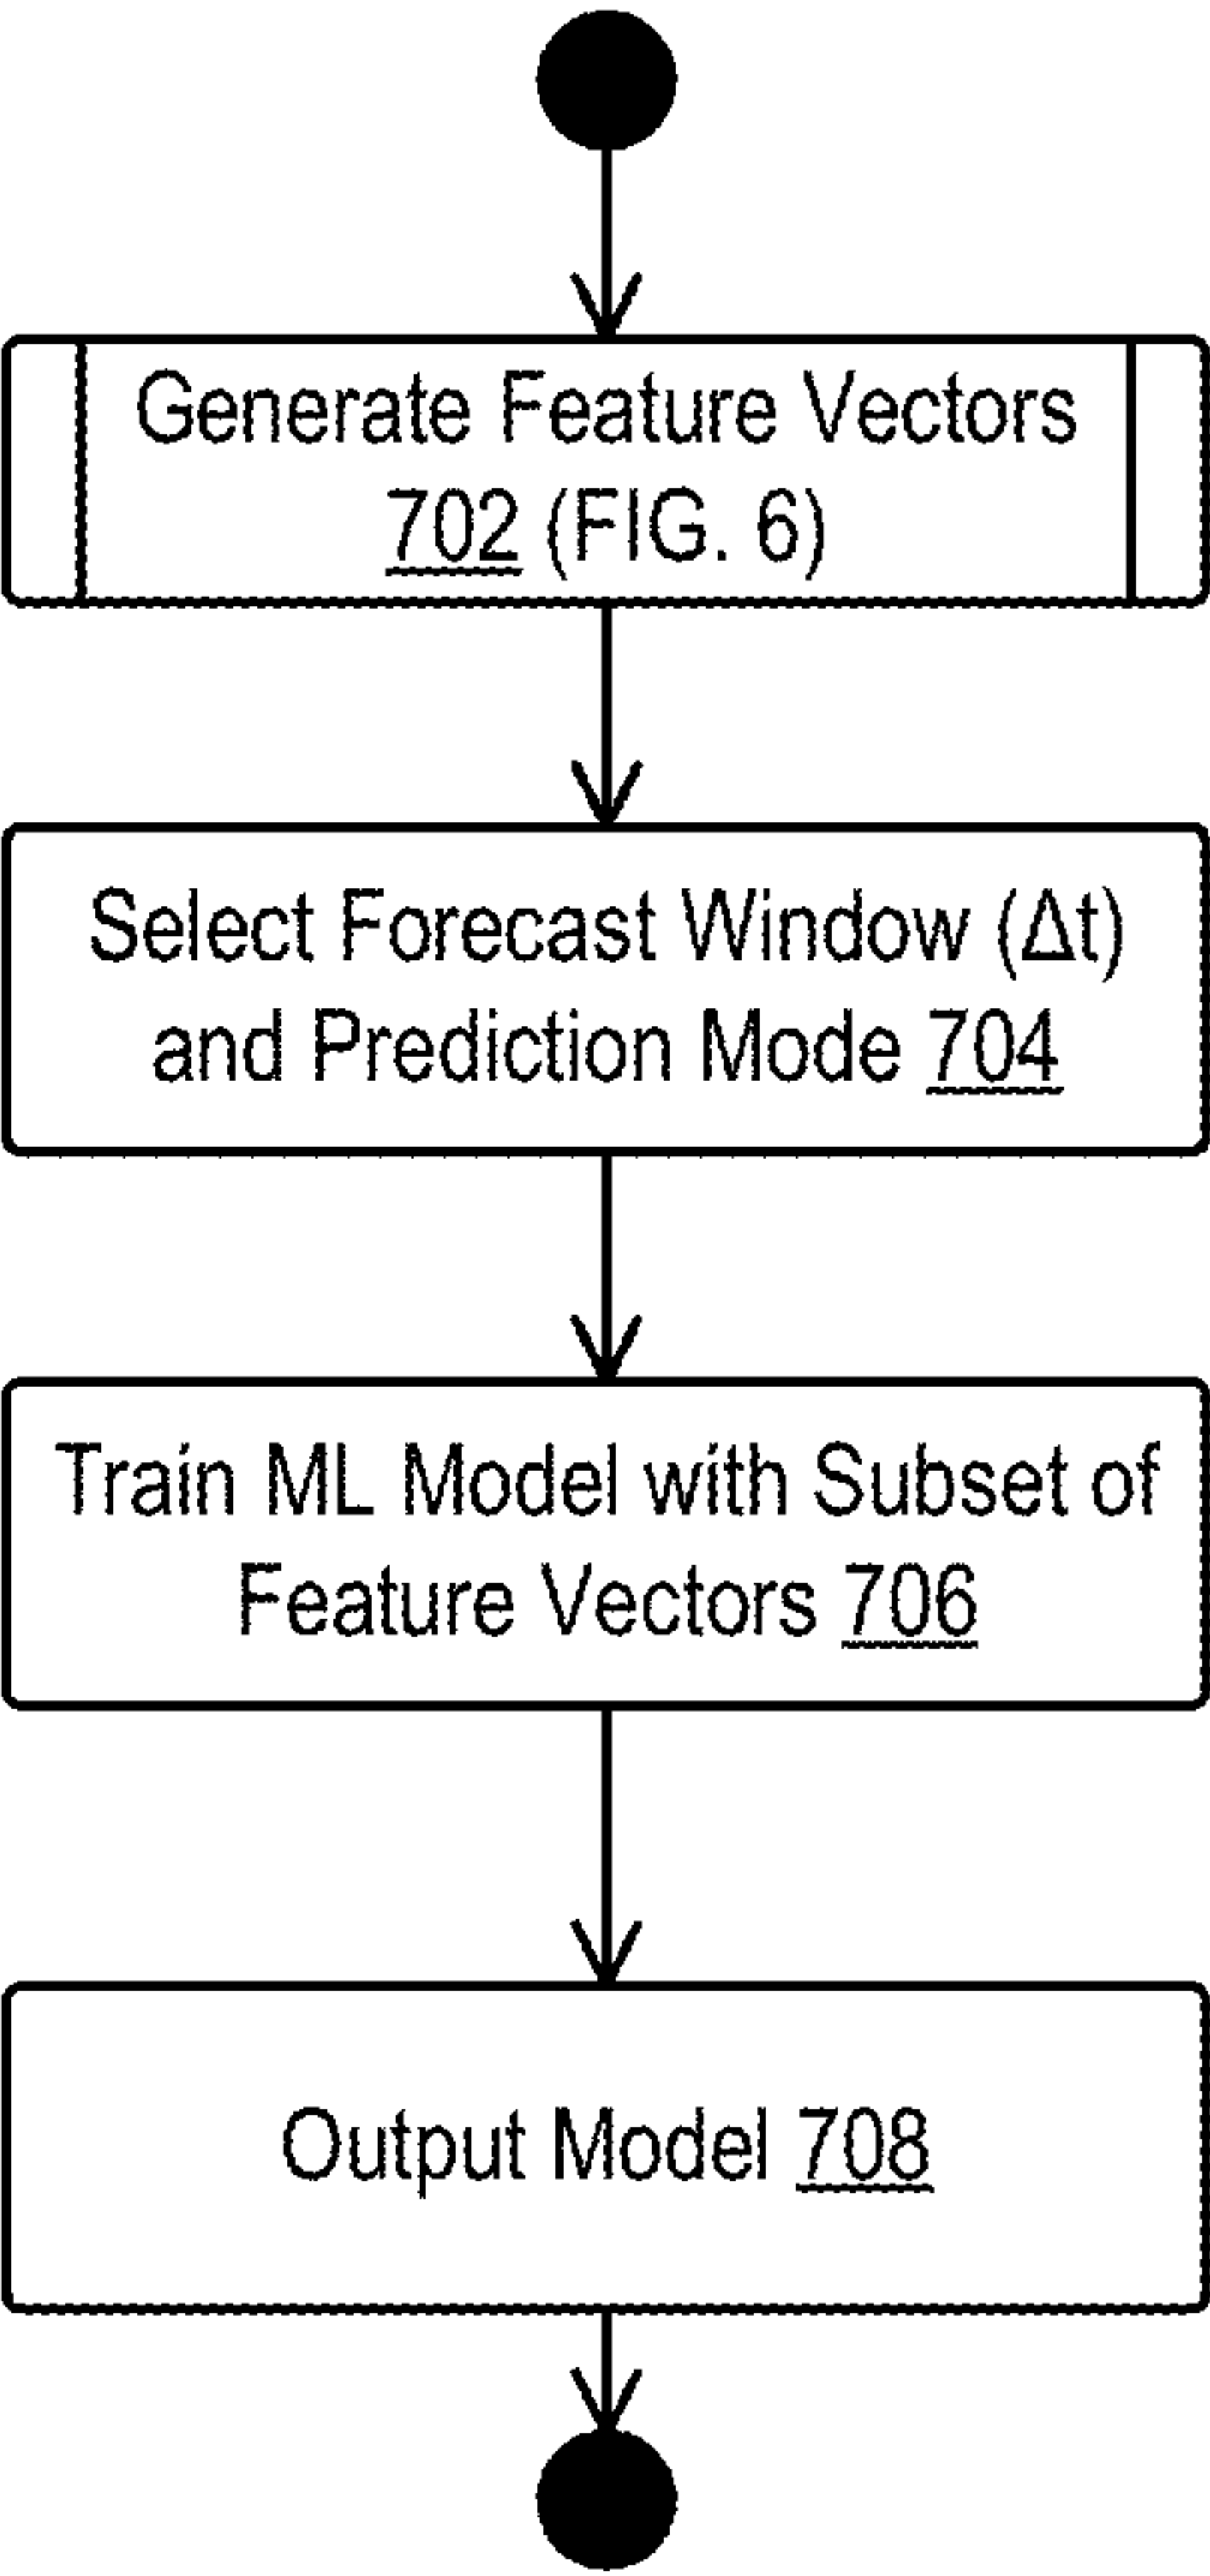 Generate Feature Vectors
702 (FIG. 6)
Select Forecast Window (Δt)
and Prediction Mode 704
Train ML Model with Subset of
Feature Vectors 706
Output Model 708